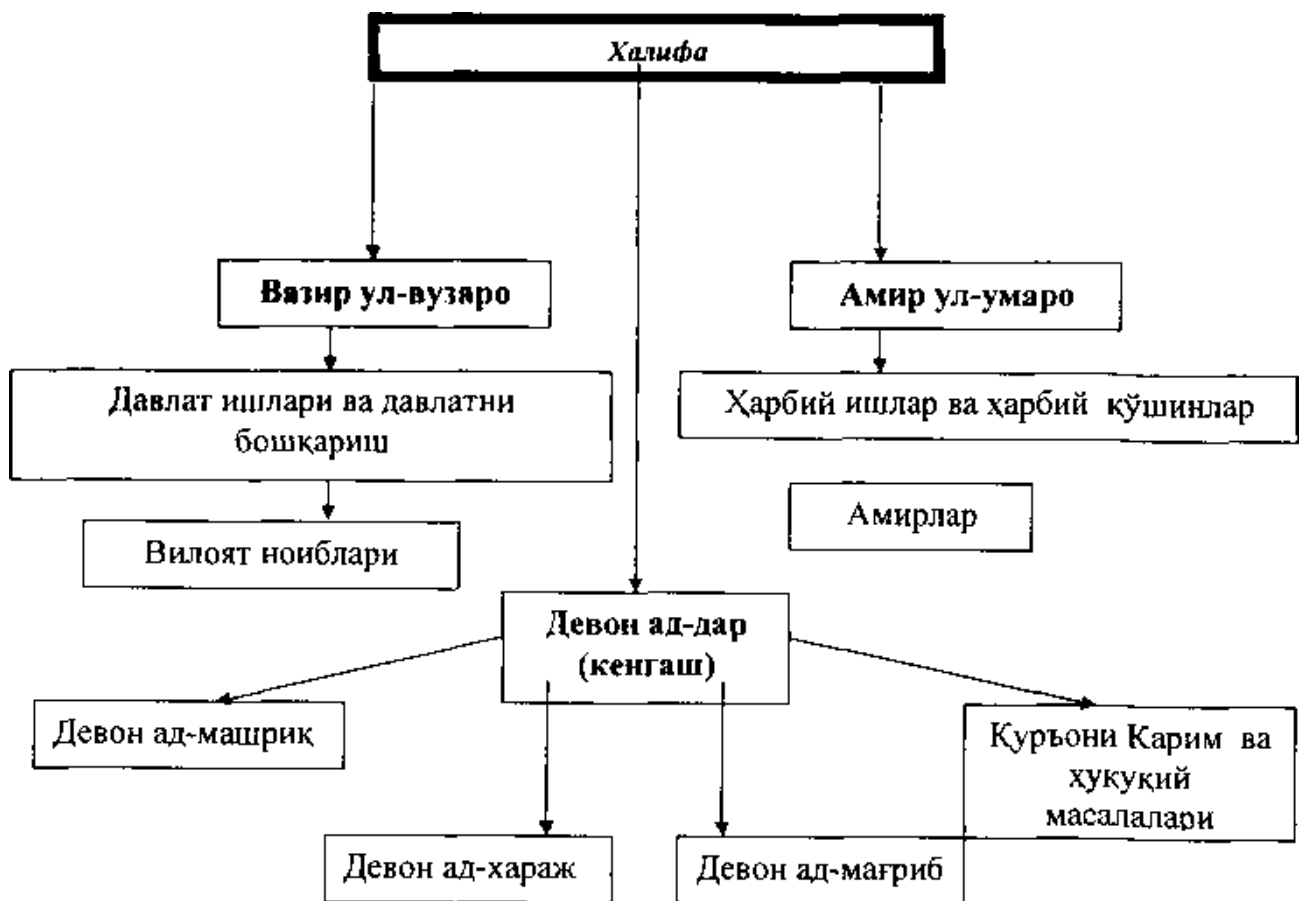 Халифа
Вазир ул-вузаро
Амир ул-умаро
Давлат ишлари ва давлатни
бошқариш
Ҳарбий ишлар ва ҳарбий қўшинлар
Вилоят ноиблари
Амирлар
Девон ад-дар
(кенгаш)
Девон ад-машриқ
Қуръони Карим ва
ҳуқуқий
масалалари
Девон ад-хараж
Девон ад-мағриб